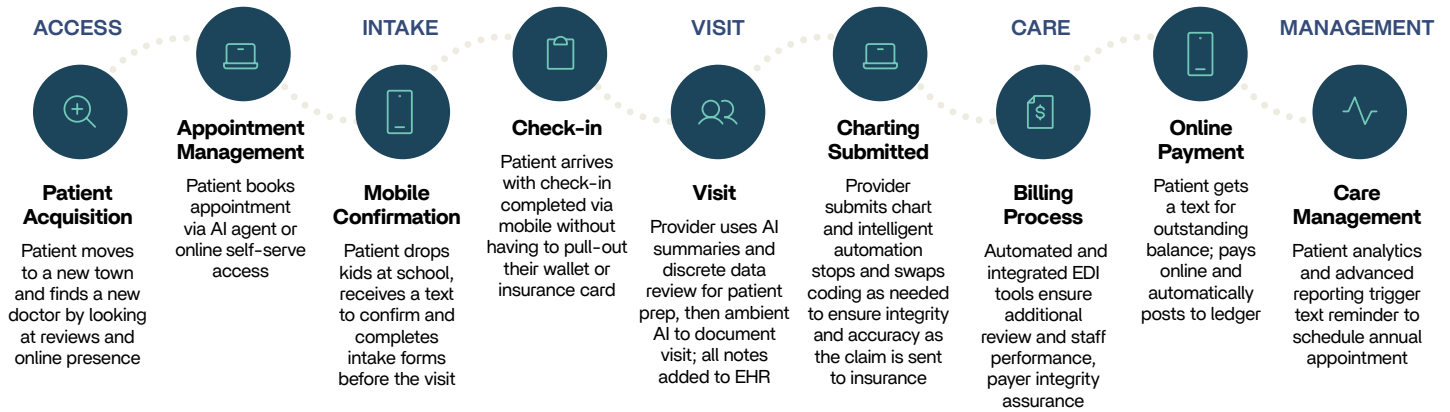 ACCESS
INTAKE
VISIT
CARE
MANAGEMENT
Patient
Acquisition
Patient moves
to a new town
and finds a new
doctor by looking
at reviews and
online presence
Appointment
Management
Patient books
appointment
via AI agent or
online self-serve
access
Mobile
Confirmation
Patient drops
kids at school,
receives a text
to confirm and
completes
intake forms
before the visit
Check-in
Patient arrives
with check-in
completed via
mobile without
having to pull-out
their wallet or
insurance card
Visit
Provider uses AI
summaries and
discrete data
review for patient
prep, then ambient
AI to document
visit; all notes
added to EHR
Charting
Submitted
Provider
submits chart
and intelligent
automation
stops and swaps
coding as needed
to ensure integrity
and accuracy as
the claim is sent
to insurance
$
Billing
Process
Automated and
integrated EDI
tools ensure
additional
review and staff
performance,
payer integrity
assurance
Online
Payment
Patient gets
a text for
outstanding
balance; pays
online and
automatically
posts to ledger
Care
Management
Patient analytics
and advanced
reporting trigger
text reminder to
schedule annual
appointment